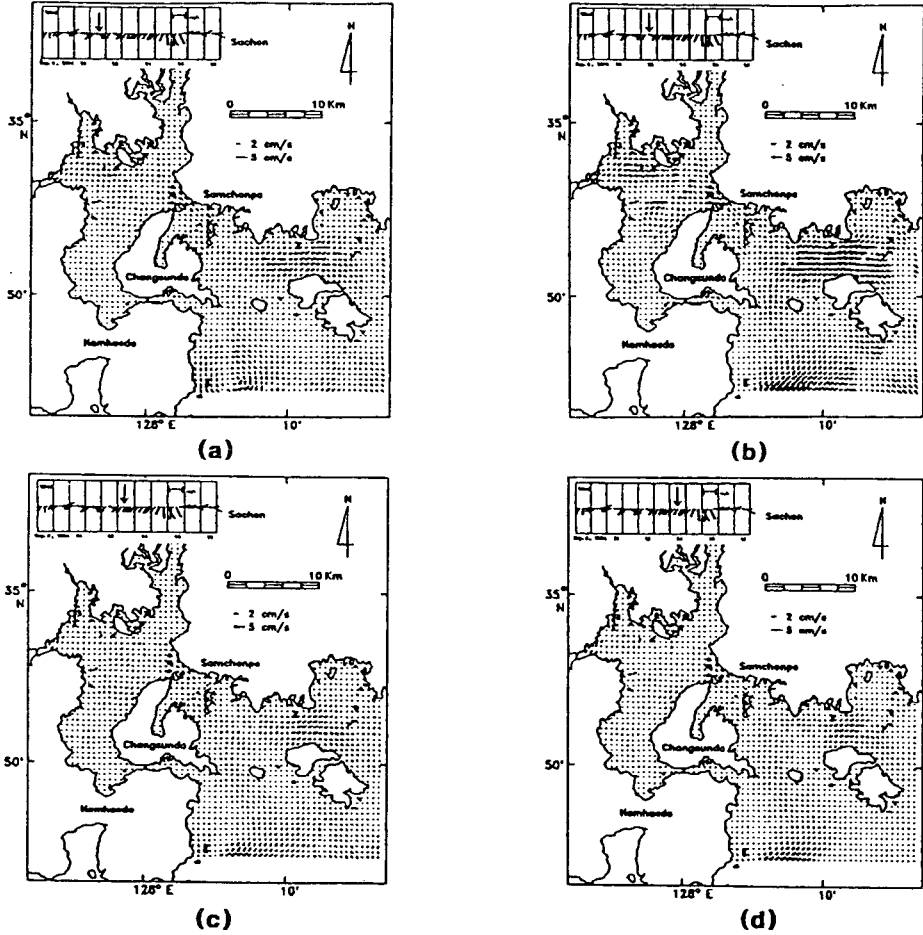 Sachon
N
0 10 Km
35°
N
- 2 cm/s
— 5 cm/s
Samchonpo
Changsundo
50'
Namhaedo
E
128° E 10'
(a)
Sachon
N
0 10 Km
35°
N
- 2 cm/s
— 5 cm/s
Samchonpo
Changsundo
50'
Namhaedo
E
128° E 10'
(b)
Sachon
N
0 10 Km
35°
N
- 2 cm/s
— 5 cm/s
Samchonpo
Changsundo
50'
Namhaedo
E
128° E 10'
(c)
Sachon
N
0 10 Km
35°
N
- 2 cm/s
— 5 cm/s
Samchonpo
Changsundo
50'
Namhaedo
E
128° E 10'
(d)